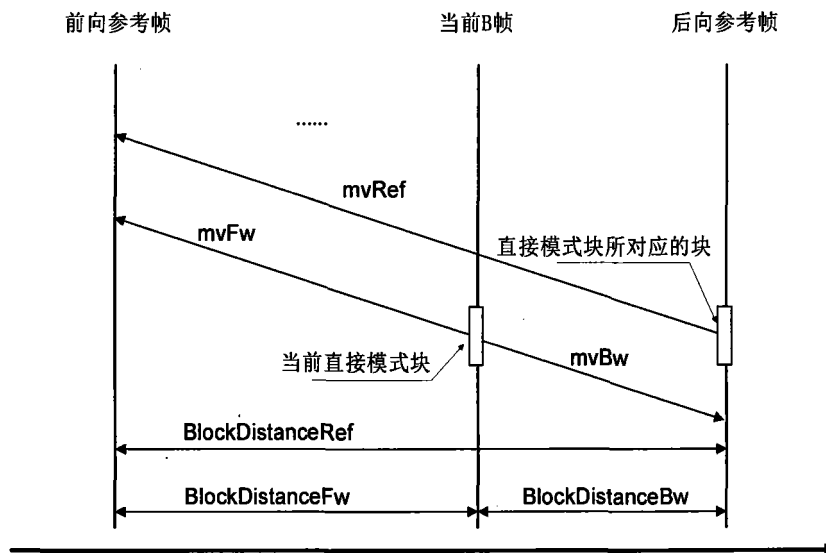 前向参考帧
当前B帧
后向参考帧
......
mvRef
mvFw
直接模式块所对应的块
当前直接模式块
mvBw
BlockDistanceRef
BlockDistanceFw
BlockDistanceBw